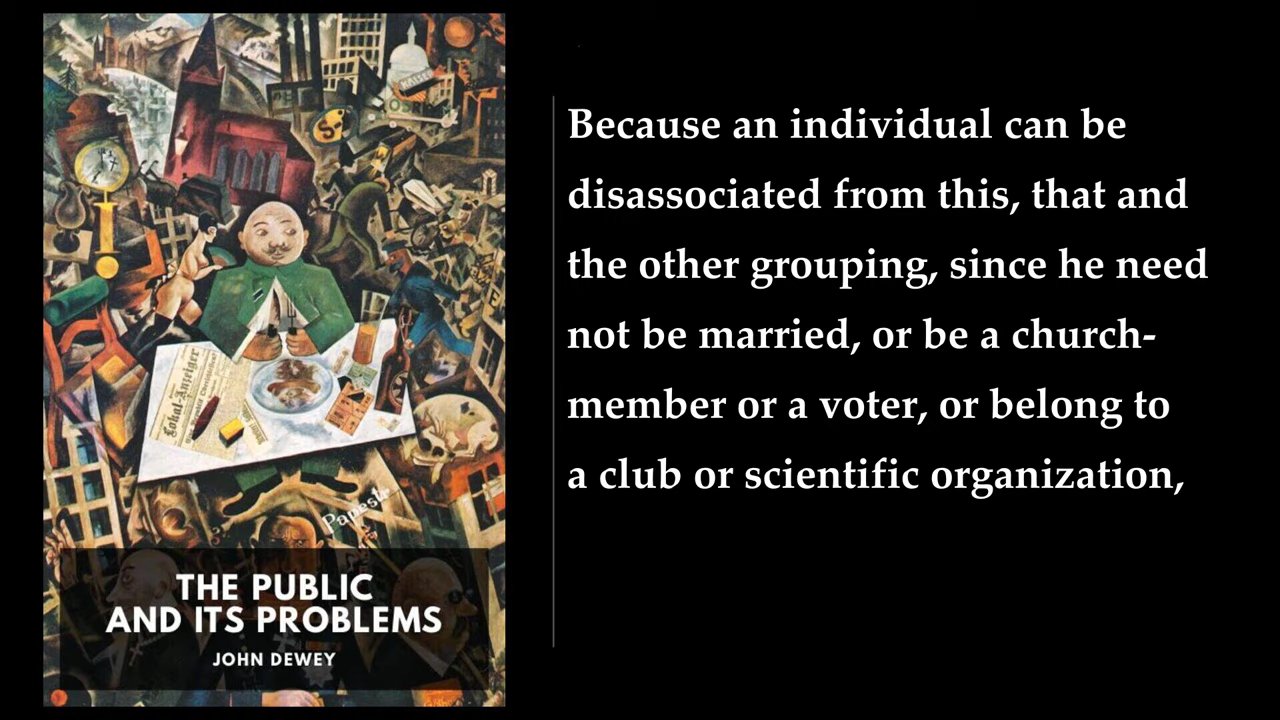 Because an individual can be
disassociated from this, that and
the other grouping, since he need
not be married, or be a church-
member or a voter, or belong to
a club or scientific organization,
Lokal-Anzeiger
THE PUBLIC
AND ITS PROBLEMS
JOHN DEWEY